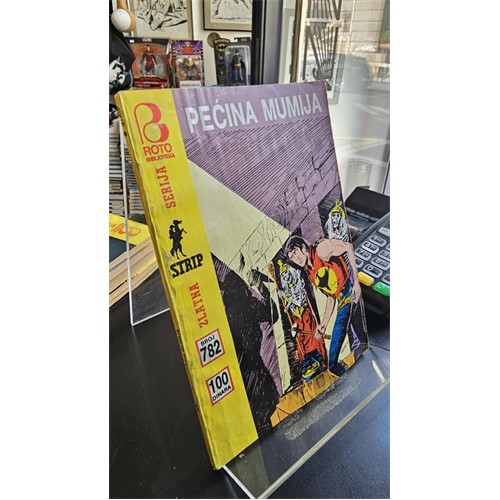 PEĆINA MUMIJA
ROTO
BIBLIOTEKA
ZLATNA STRIP SERIJA
BROJ
782
100
DINARA